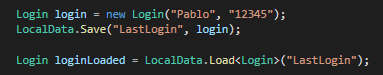 Login login = new Login("Pablo", "12345");
LocalData.Save("LastLogin", login);
Login loginLoaded = LocalData.Load<Login>("LastLogin");